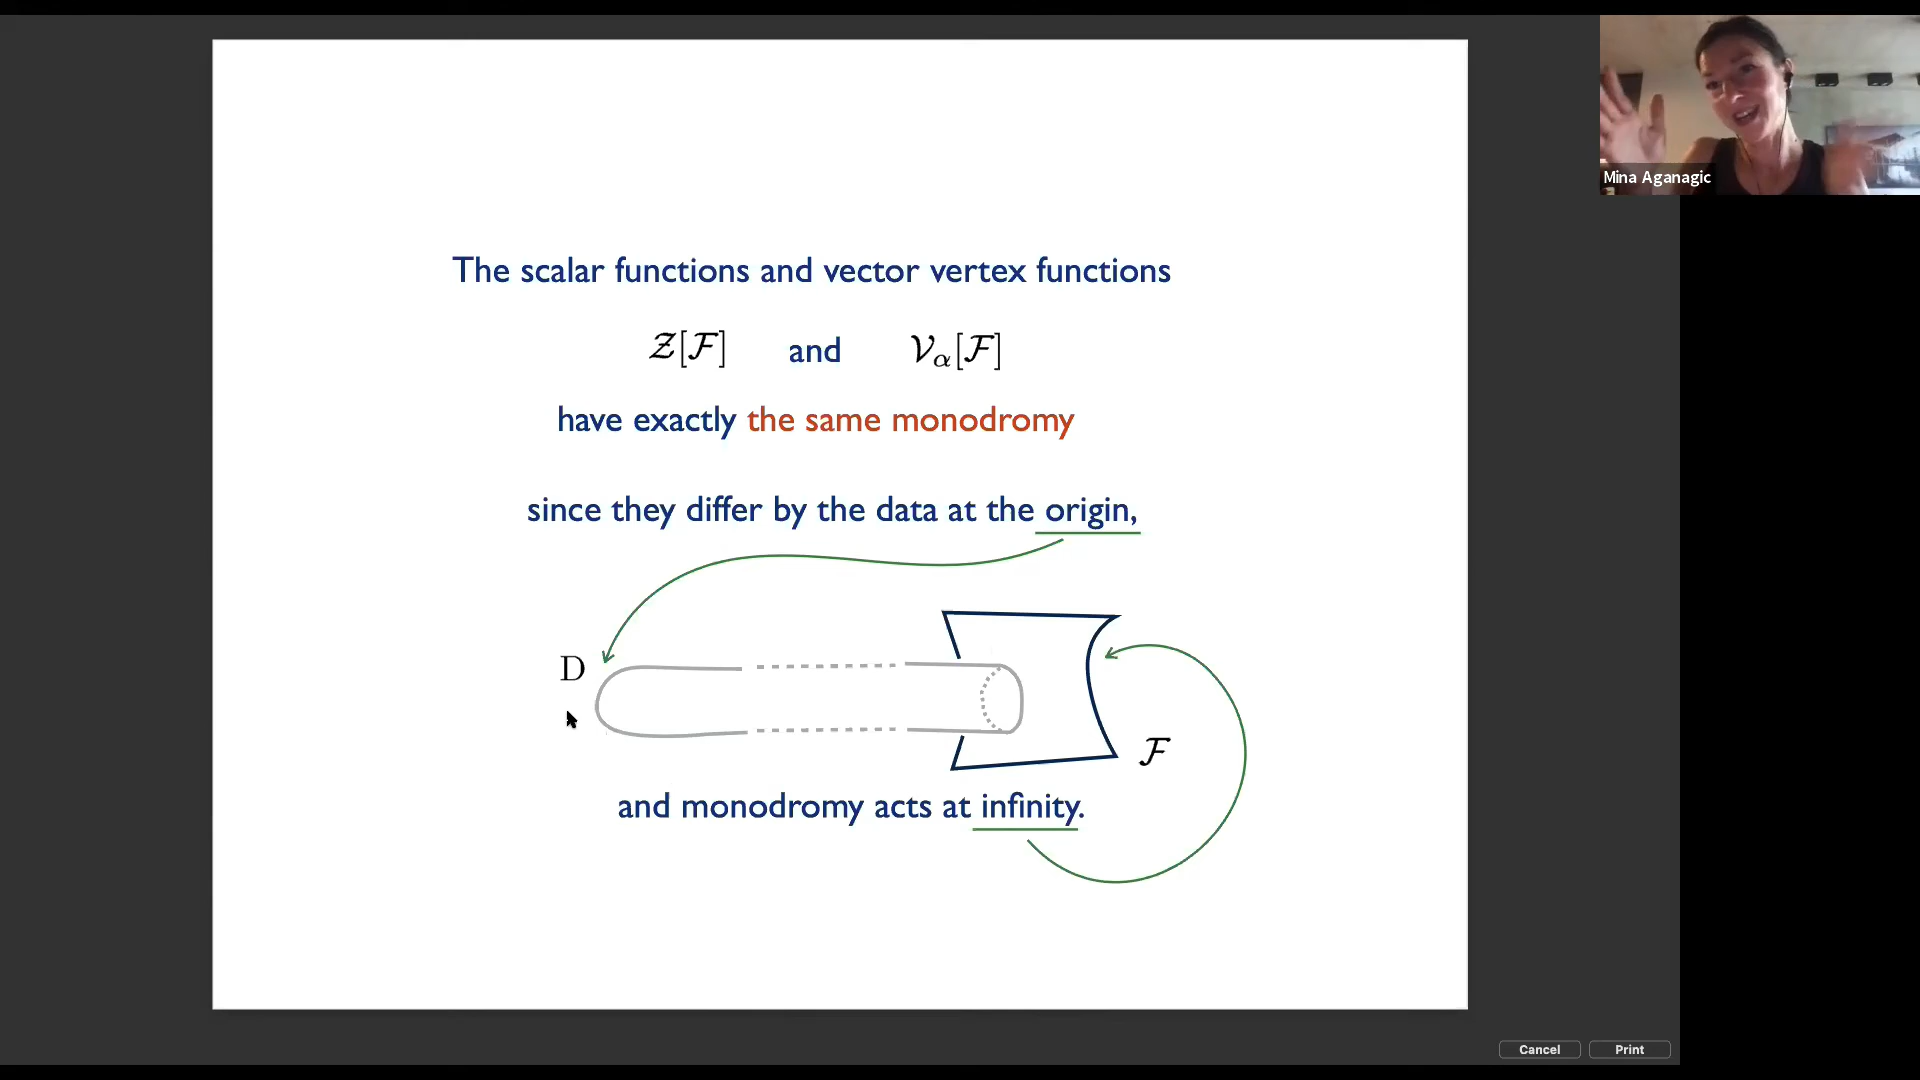 Mina Aganagic
The scalar functions and vector vertex functions
𝒵[ℱ] and 𝒱α[ℱ]
have exactly the same monodromy
since they differ by the data at the origin,
D
ℱ
and monodromy acts at infinity.
Cancel Print